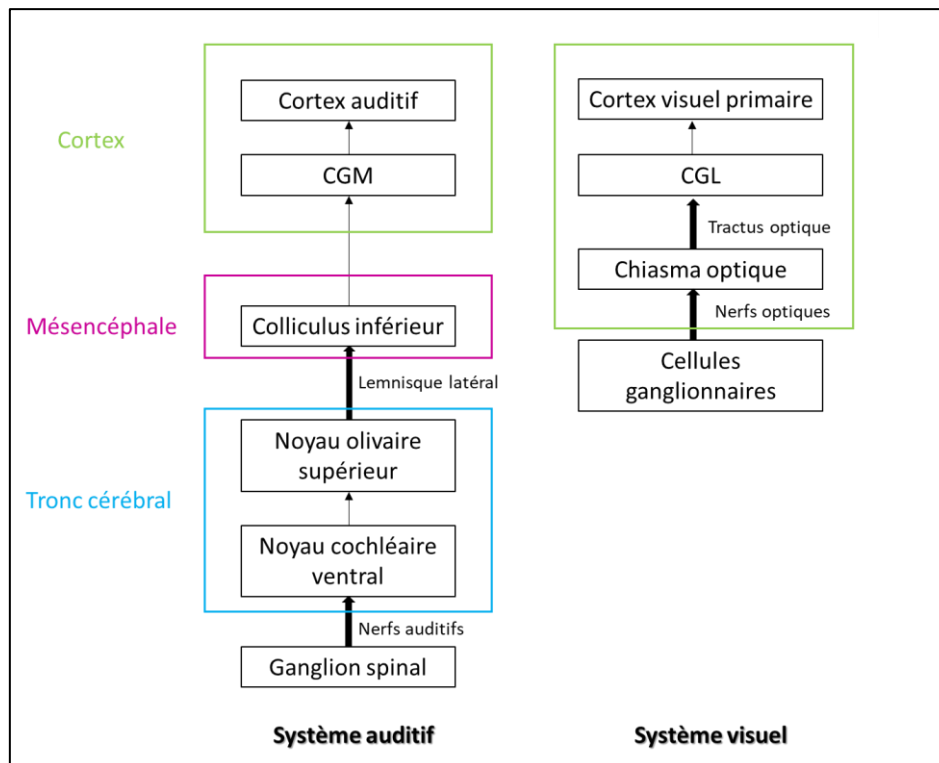 Cortex auditif
Cortex visuel primaire
Cortex
CGM
CGL
Tractus optique
Chiasma optique
Mésencéphale
Colliculus inférieur
Nerfs optiques
Cellules
ganglionnaires
Lemnisque latéral
Noyau olivaire
supérieur
Tronc cérébral
Noyau cochléaire
ventral
Nerfs auditifs
Ganglion spinal
Système auditif
Système visuel